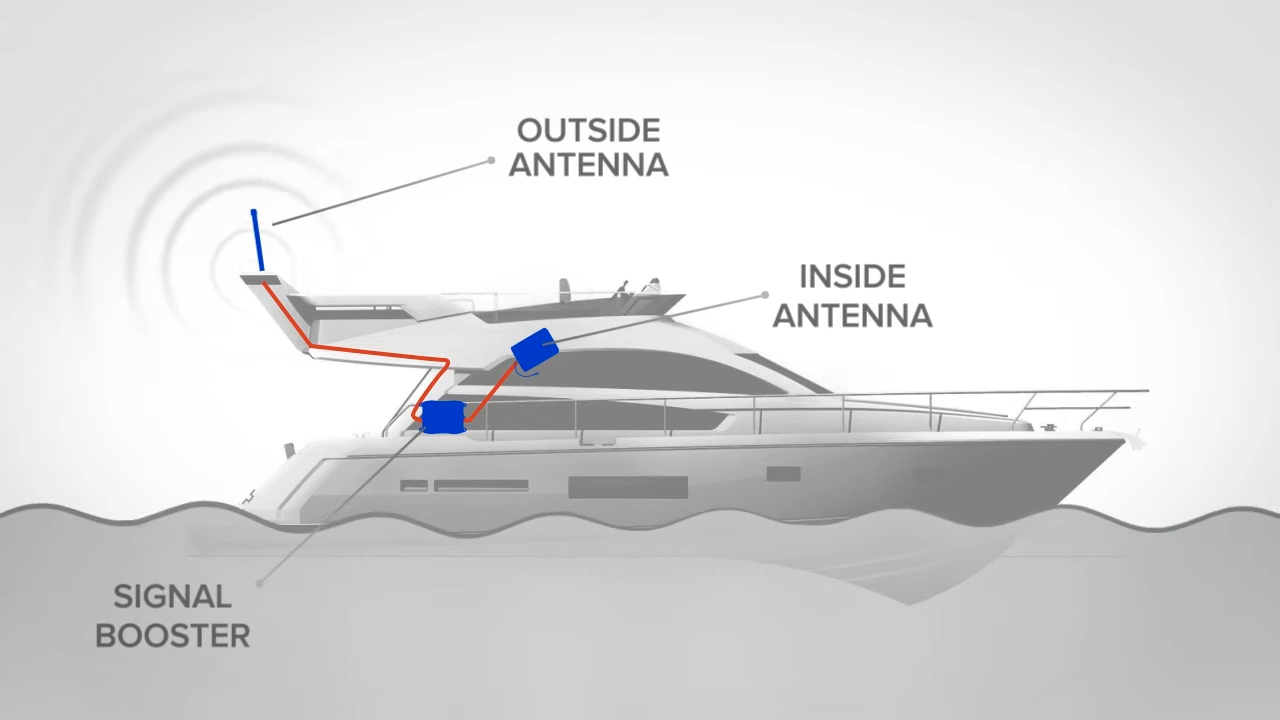 OUTSIDE
ANTENNA
INSIDE
ANTENNA
SIGNAL
BOOSTER